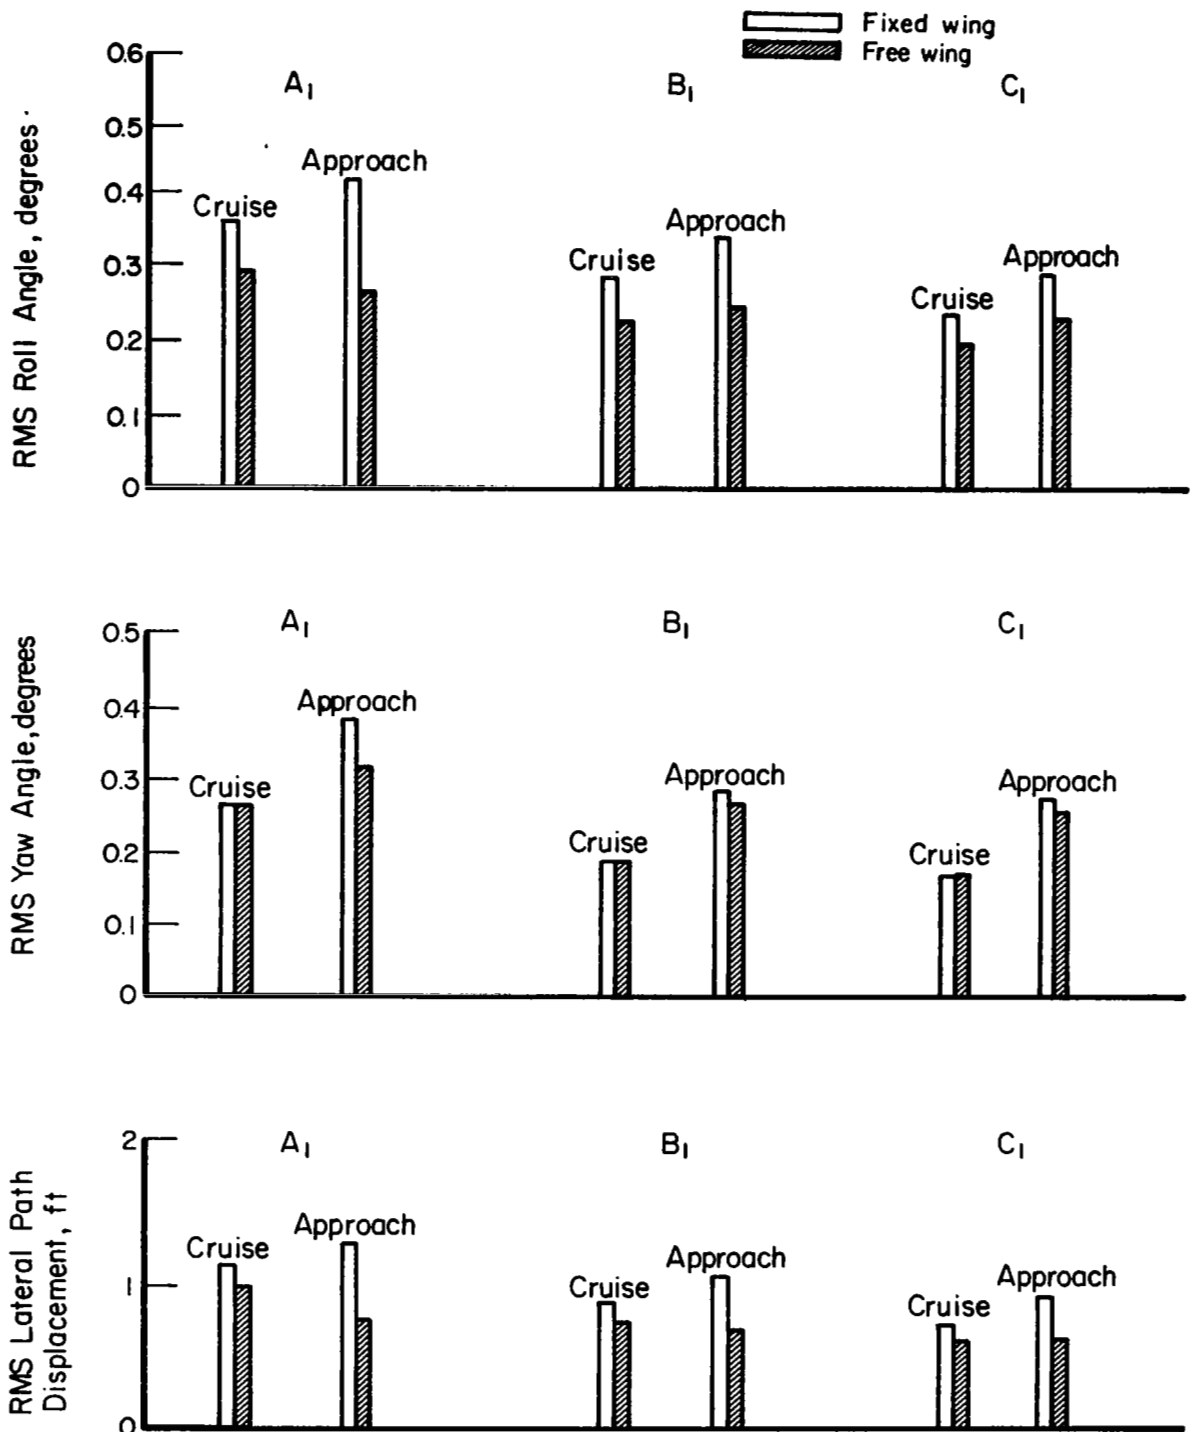 Fixed wing
Free wing
RMS Roll Angle, degrees
0.6
0.5
0.4
0.3
0.2
0.1
0
A1
Cruise
Approach
B1
Cruise
Approach
C1
Cruise
Approach
RMS Yaw Angle, degrees
0.5
0.4
0.3
0.2
0.1
0
A1
Cruise
Approach
B1
Cruise
Approach
C1
Cruise
Approach
RMS Lateral Path
Displacement, ft
2
1
0
A1
Cruise
Approach
B1
Cruise
Approach
C1
Cruise
Approach